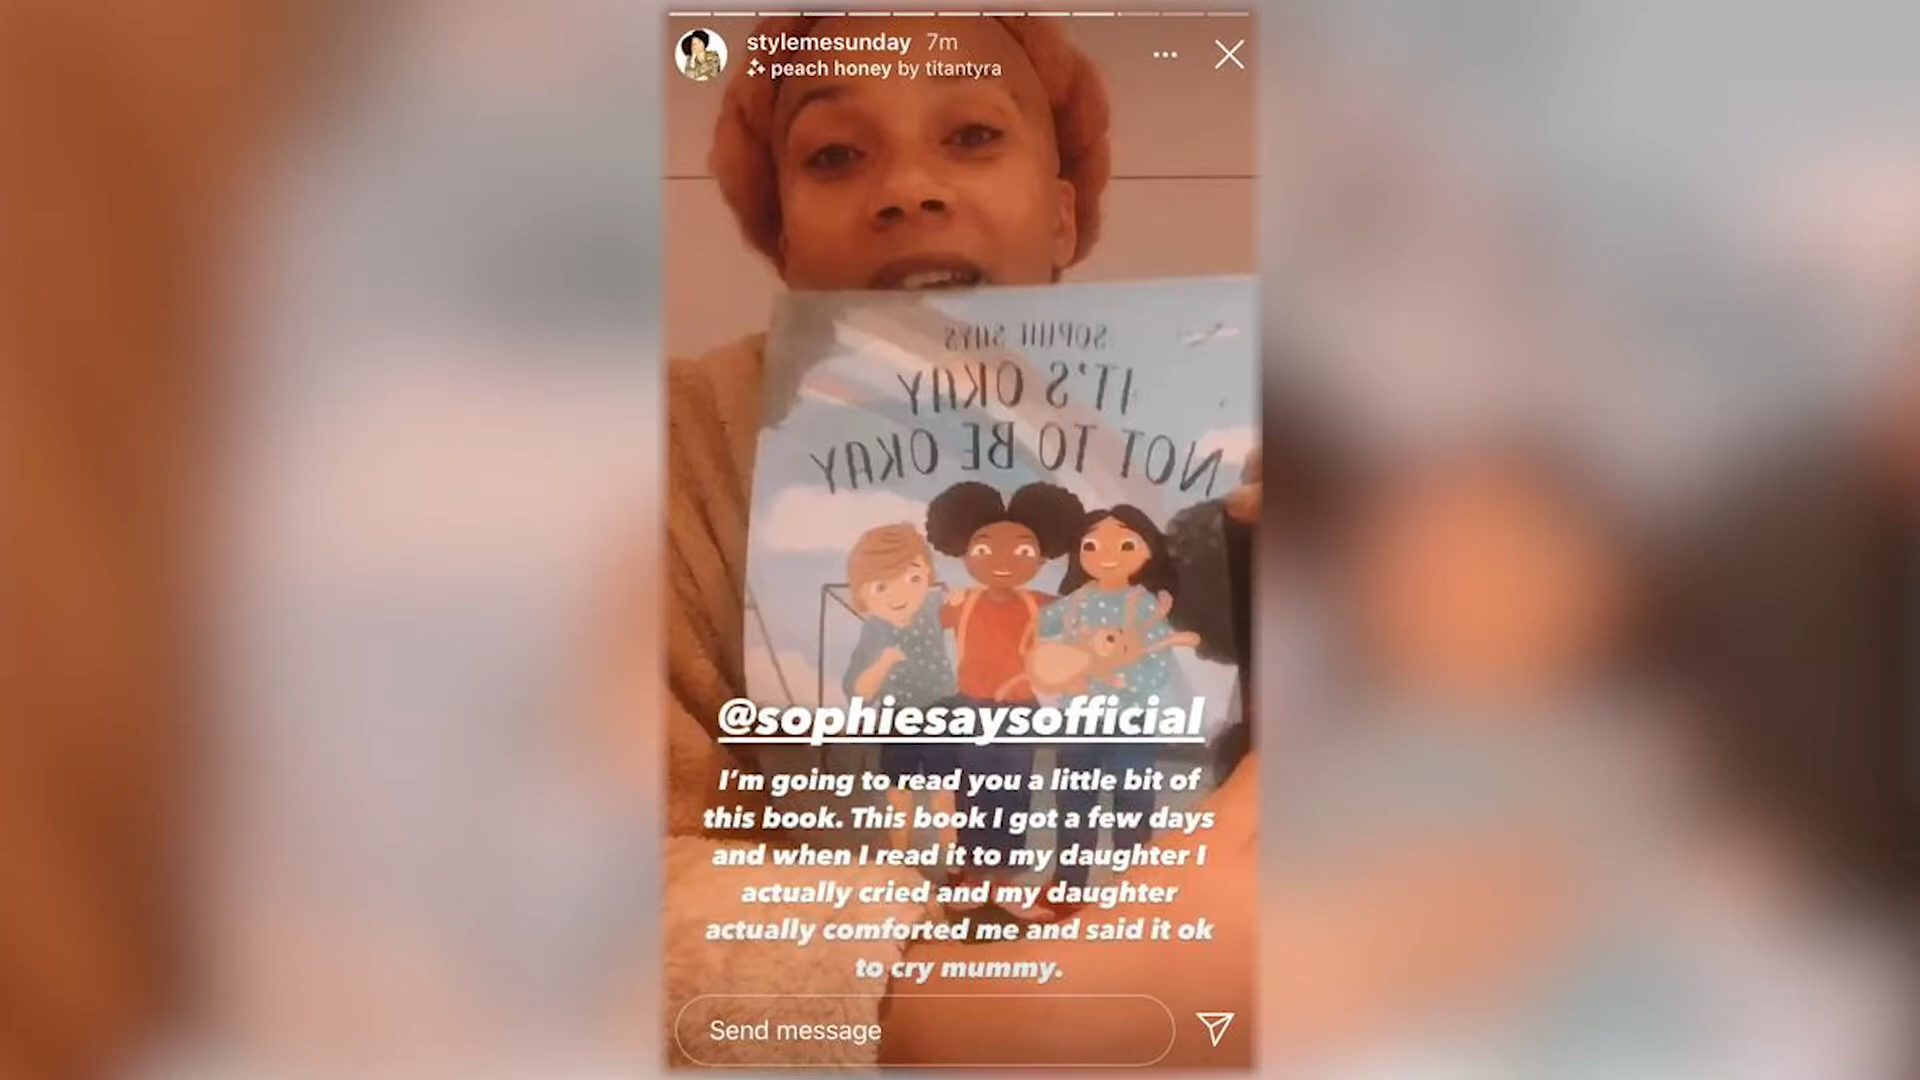 stylemesunday 7m
peach honey by titantyra
SOPHIE SAYS
IT'S OKAY
NOT TO BE OKAY
@sophiesaysofficial
I'm going to read you a little bit of
this book. This book I got a few days
and when I read it to my daughter I
actually cried and my daughter
actually comforted me and said it ok
to cry mummy.
Send message